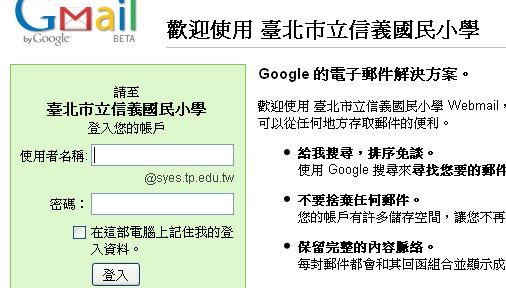 Gmail
by Google BETA
歡迎使用 臺北市立信義國民小學
請至
臺北市立信義國民小學
登入您的帳戶
使用者名稱:
@syes.tp.edu.tw
密碼：
在這部電腦上記住我的登
入資料。
登入
Google 的電子郵件解決方案。
歡迎使用 臺北市立信義國民小學 Webmail，
可以從任何地方存取郵件的便利。
給我搜尋，排序免談。
使用 Google 搜尋來尋找您要的郵件
不要捨棄任何郵件。
您的帳戶有許多儲存空間，讓您不再
保留完整的內容脈絡。
每封郵件都會和其回函組合並顯示成